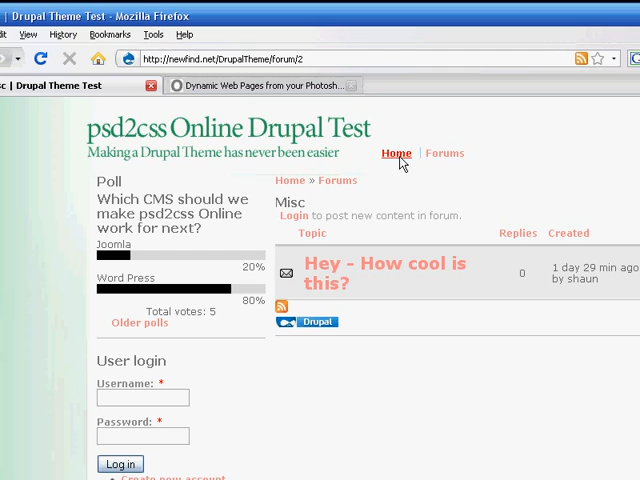 | Drupal Theme Test - Mozilla Firefox
View History Bookmarks Tools Help
http://newfind.net/DrupalTheme/forum/2
| Drupal Theme Test Dynamic Web Pages from your Photosh...
psd2css Online Drupal Test
Making a Drupal Theme has never been easier
Home Forums
Poll
Which CMS should we
make psd2css Online
work for next?
Joomla
20%
Word Press
80%
Total votes: 5
Older polls
User login
Username: *
Password: *
Log in
Create new account
Home » Forums
Misc
Login to post new content in forum.
Topic Replies Created
Hey - How cool is
this?
0
1 day 29 min ago
by shaun
Drupal